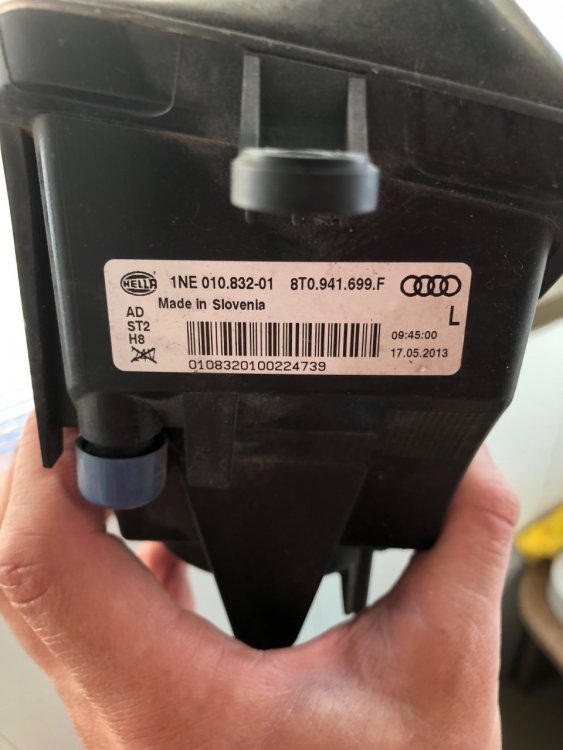 HELLA 1NE 010.832-01 8T0.941.699.F
Made in Slovenia
L
AD
ST2
H8
09:45:00
17.05.2013
0108320100224739